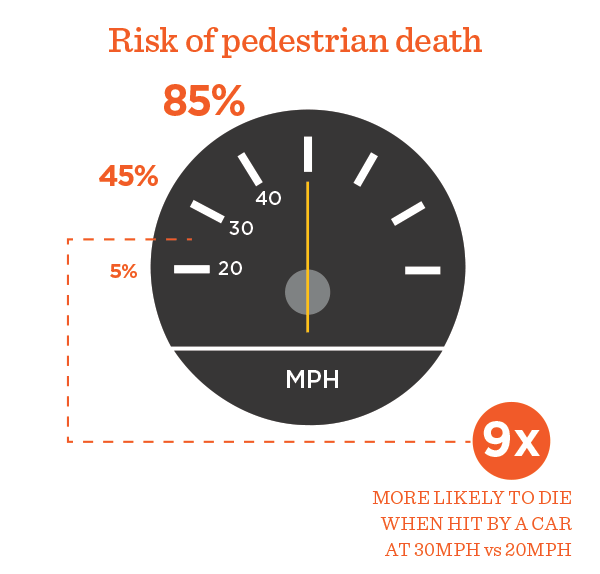 Risk of pedestrian death
85%
45%
40
30
5%
20
MPH
9x
MORE LIKELY TO DIE
WHEN HIT BY A CAR
AT 30MPH vs 20MPH